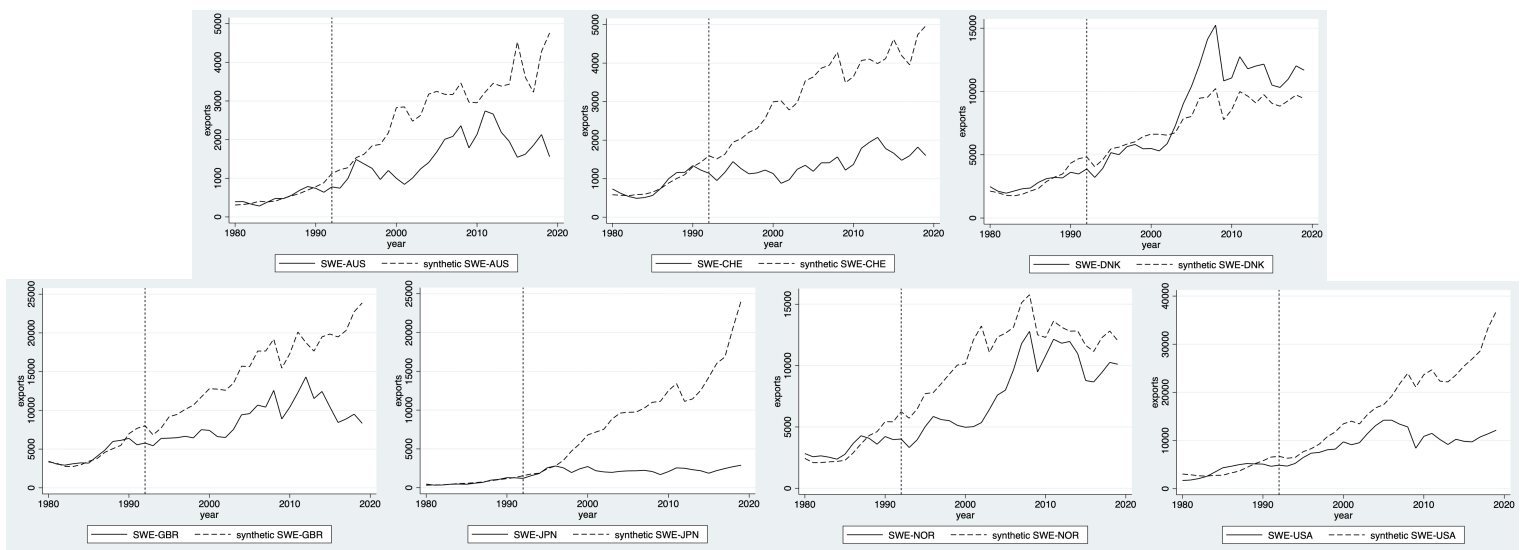 exports
0 1000 2000 3000 4000 5000
1980 1990 2000 2010 2020
year
SWE-AUS synthetic SWE-AUS
exports
0 1000 2000 3000 4000 5000
1980 1990 2000 2010 2020
year
SWE-CHE synthetic SWE-CHE
exports
0 5000 10000 15000
1980 1990 2000 2010 2020
year
SWE-DNK synthetic SWE-DNK
exports
0 5000 10000 15000 20000 25000
1980 1990 2000 2010 2020
year
SWE-GBR synthetic SWE-GBR
exports
0 5000 10000 15000 20000 25000
1980 1990 2000 2010 2020
year
SWE-JPN synthetic SWE-JPN
exports
0 5000 10000 15000
1980 1990 2000 2010 2020
year
SWE-NOR synthetic SWE-NOR
exports
0 10000 20000 30000 40000
1980 1990 2000 2010 2020
year
SWE-USA synthetic SWE-USA